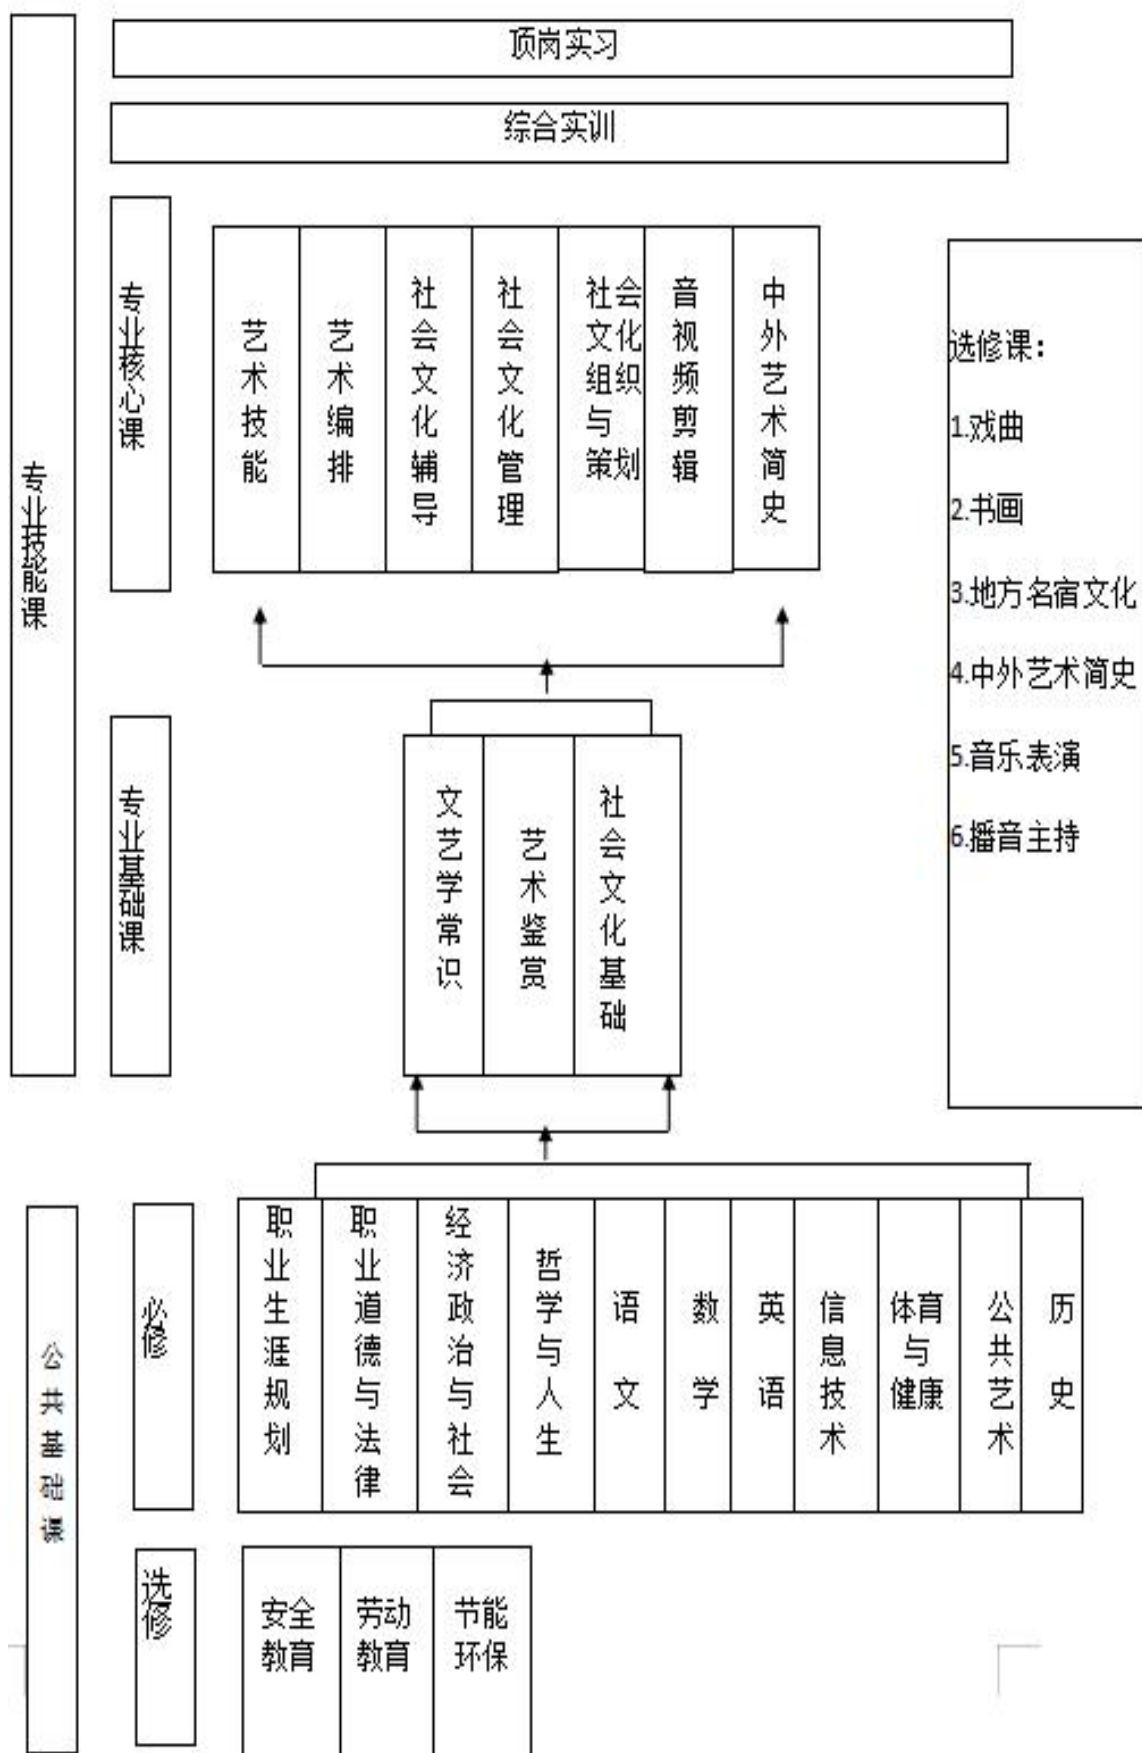 顶岗实习
综合实训
专业技能课
专业核心课
艺术技能
艺术编排
社会文化辅导
社会文化管理
社会文化组织与策划
音视频剪辑
中外艺术简史
选修课：
1.戏曲
2.书画
3.地方名宿文化
4.中外艺术简史
5.音乐表演
6.播音主持
专业基础课
文艺学常识
艺术鉴赏
社会文化基础
公共基础课
必修
职业生涯规划
职业道德与法律
经济政治与社会
哲学与人生
语文
数学
英语
信息技术
体育与健康
公共艺术
历史
选修
安全教育
劳动教育
节能环保